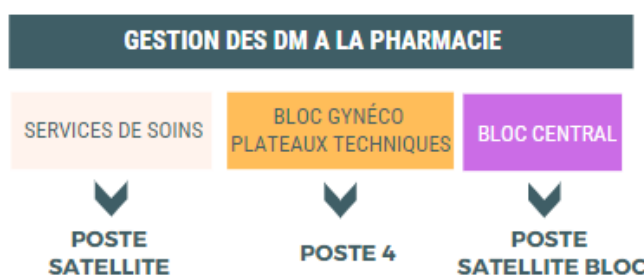 GESTION DES DM A LA PHARMACIE
SERVICES DE SOINS
BLOC GYNÉCO
PLATEAUX TECHNIQUES
BLOC CENTRAL
POSTE
SATELLITE
POSTE 4
POSTE
SATELLITE BLOC